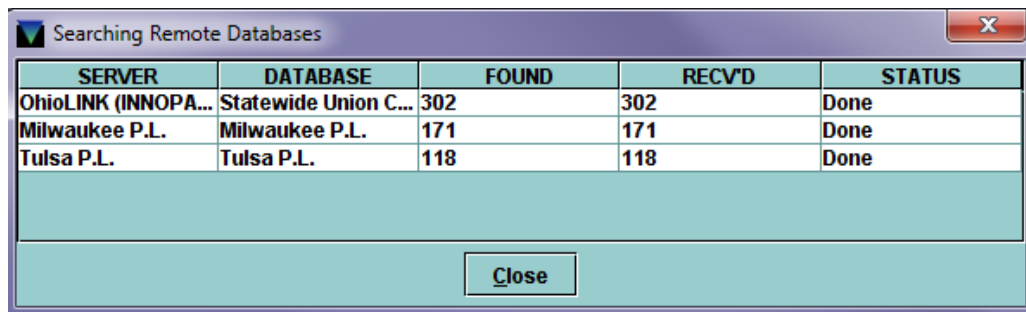 Searching Remote Databases
SERVER DATABASE FOUND RECV'D STATUS
OhioLINK (INNOPA... Statewide Union C... 302 302 Done
Milwaukee P.L. Milwaukee P.L. 171 171 Done
Tulsa P.L. Tulsa P.L. 118 118 Done
Close